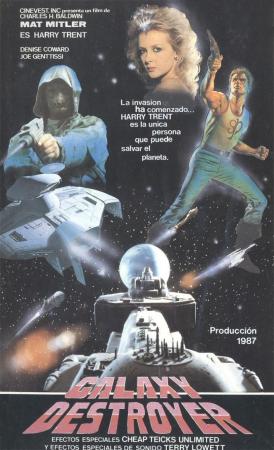 CINEVEST, INC presenta un film de
CHARLES H. BALDWIN
MAT MITLER
ES HARRY TRENT
DENISE COWARD
JOE GENTTISSI
La invasion
ha comenzado...
HARRY TRENT
es la unica
persona
que puede
salvar el
planeta.
92
Producción
1987
GALAXY
DESTROYER
EFECTOS ESPECIALES CHEAP TEICKS UNLIMITED
Y EFECTOS ESPECIALES DE SONIDO TERRY LOWETT